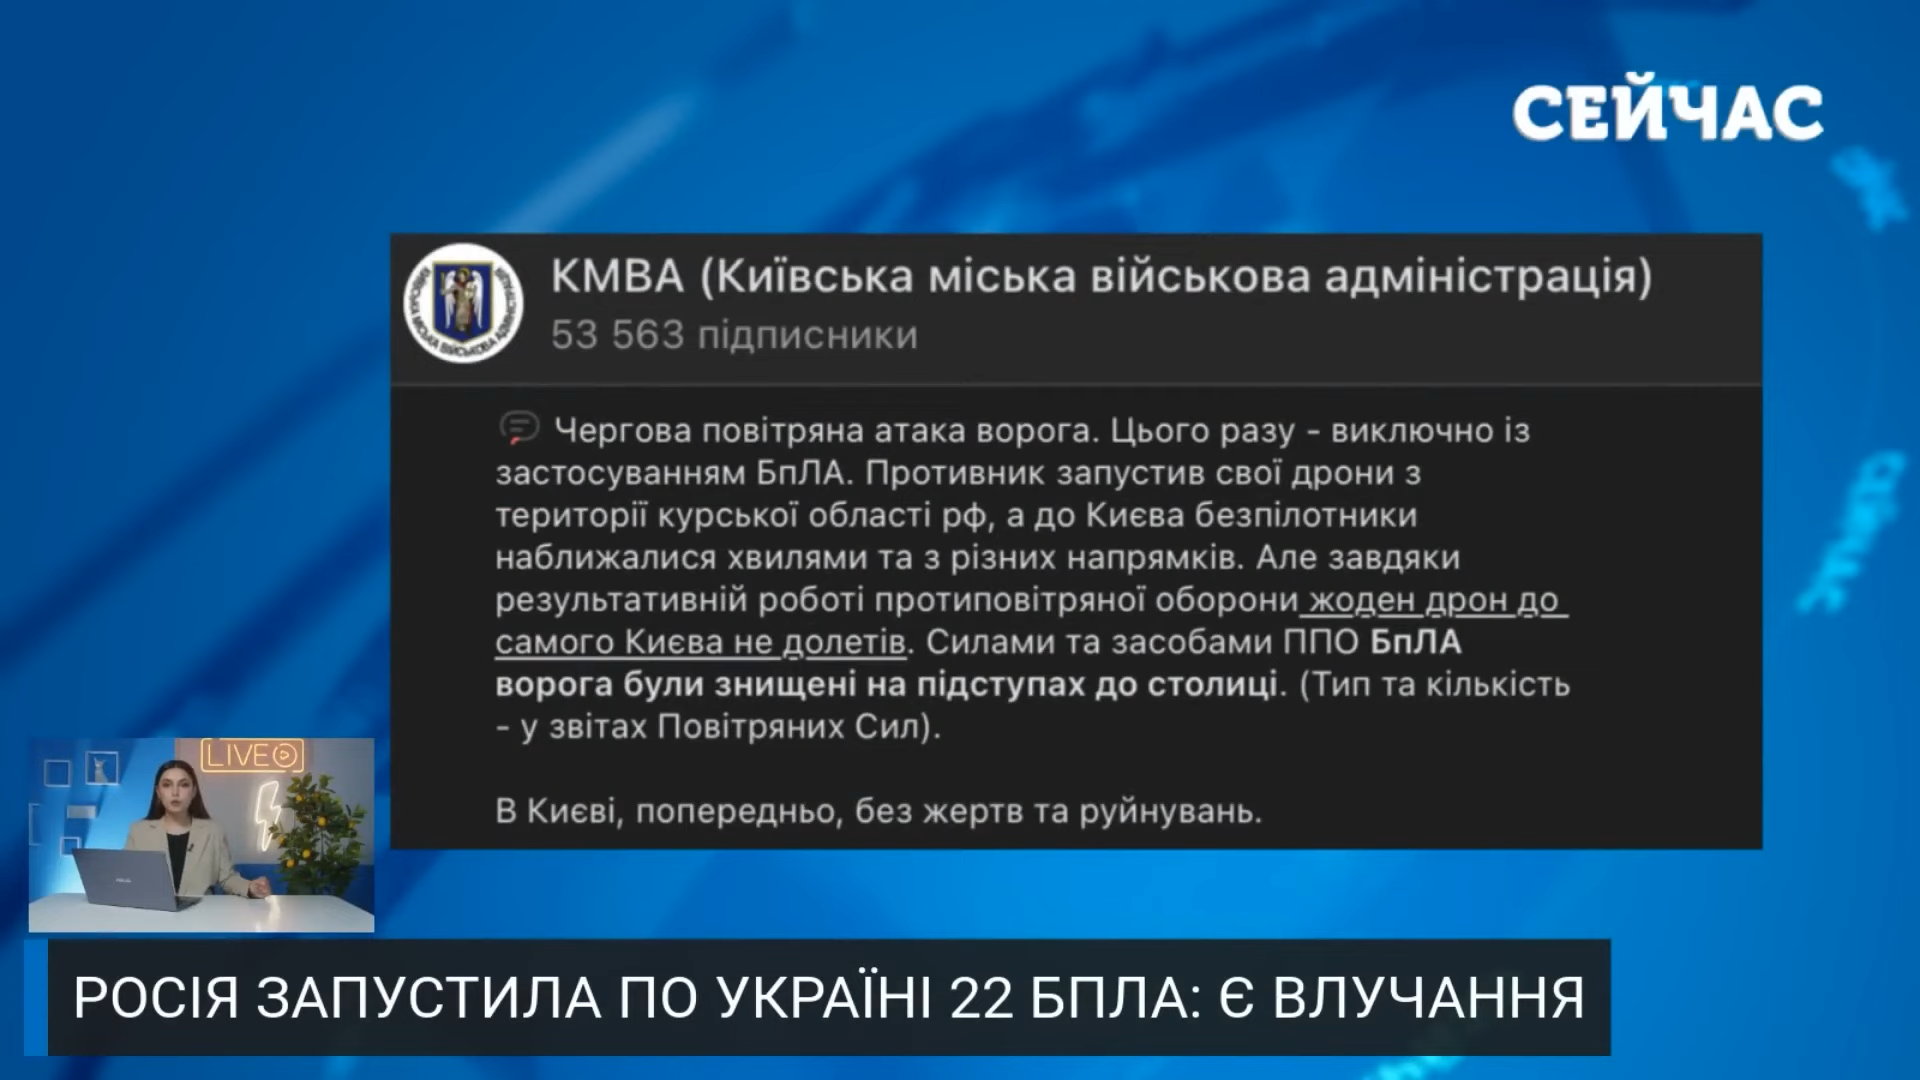 СЕЙЧАС
КМВА (Київська міська військова адміністрація)
53 563 підписники
Чергова повітряна атака ворога. Цього разу - виключно із
застосуванням БпЛА. Противник запустив свої дрони з
території курської області рф, а до Києва безпілотники
наближалися хвилями та з різних напрямків. Але завдяки
результативній роботі протиповітряної оборони жоден дрон до
самого Києва не долетів. Силами та засобами ППО БпЛА
ворога були знищені на підступах до столиці. (Тип та кількість
- у звітах Повітряних Сил).
В Києві, попередньо, без жертв та руйнувань.
LIVE
РОСІЯ ЗАПУСТИЛА ПО УКРАЇНІ 22 БПЛА: Є ВЛУЧАННЯ